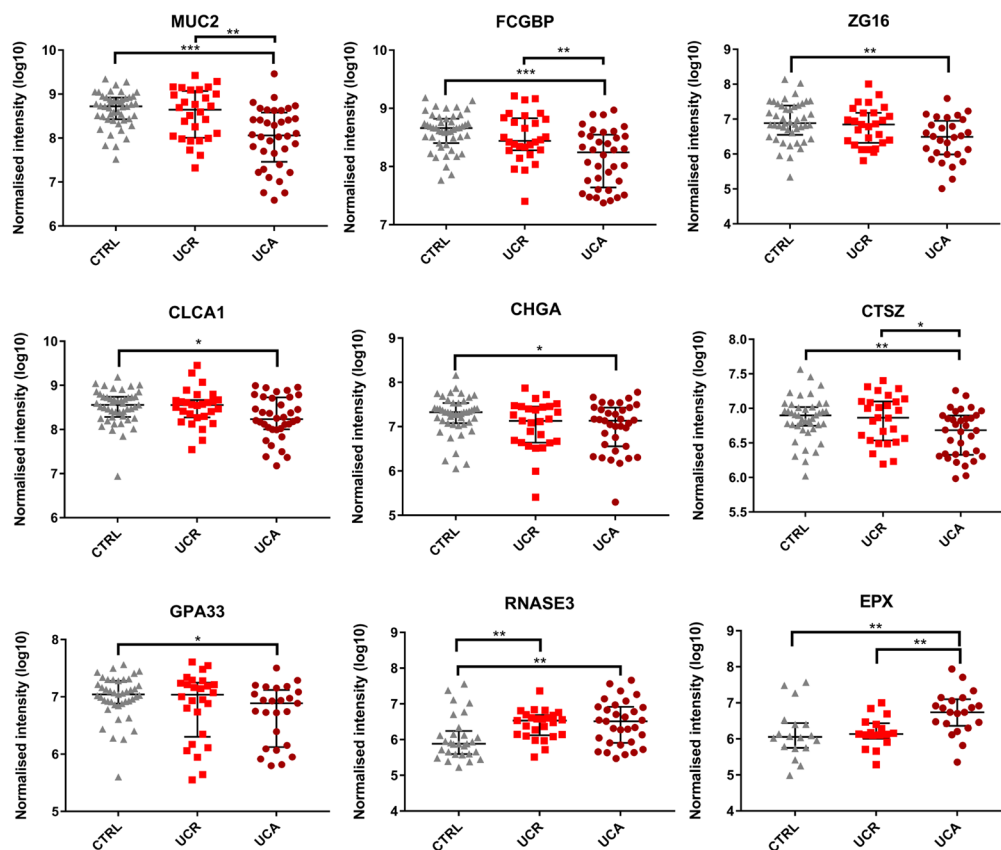 MUC2
Normalised intensity (log10)
10
9
8
7
6
***
**
CTRL
UCR
UCA
FCGBP
Normalised intensity (log10)
10
9
8
7
***
**
CTRL
UCR
UCA
ZG16
Normalised intensity (log10)
9
8
7
6
5
4
**
CTRL
UCR
UCA
CLCA1
Normalised intensity (log10)
10
9
8
7
6
*
CTRL
UCR
UCA
CHGA
Normalised intensity (log10)
9
8
7
6
5
*
CTRL
UCR
UCA
CTSZ
Normalised intensity (log10)
8.0
7.5
7.0
6.5
6.0
5.5
*
**
CTRL
UCR
UCA
GPA33
Normalised intensity (log10)
8
7
6
5
*
CTRL
UCR
UCA
RNASE3
Normalised intensity (log10)
9
8
7
6
5
4
**
**
CTRL
UCR
UCA
EPX
Normalised intensity (log10)
9
8
7
6
5
4
**
**
CTRL
UCR
UCA